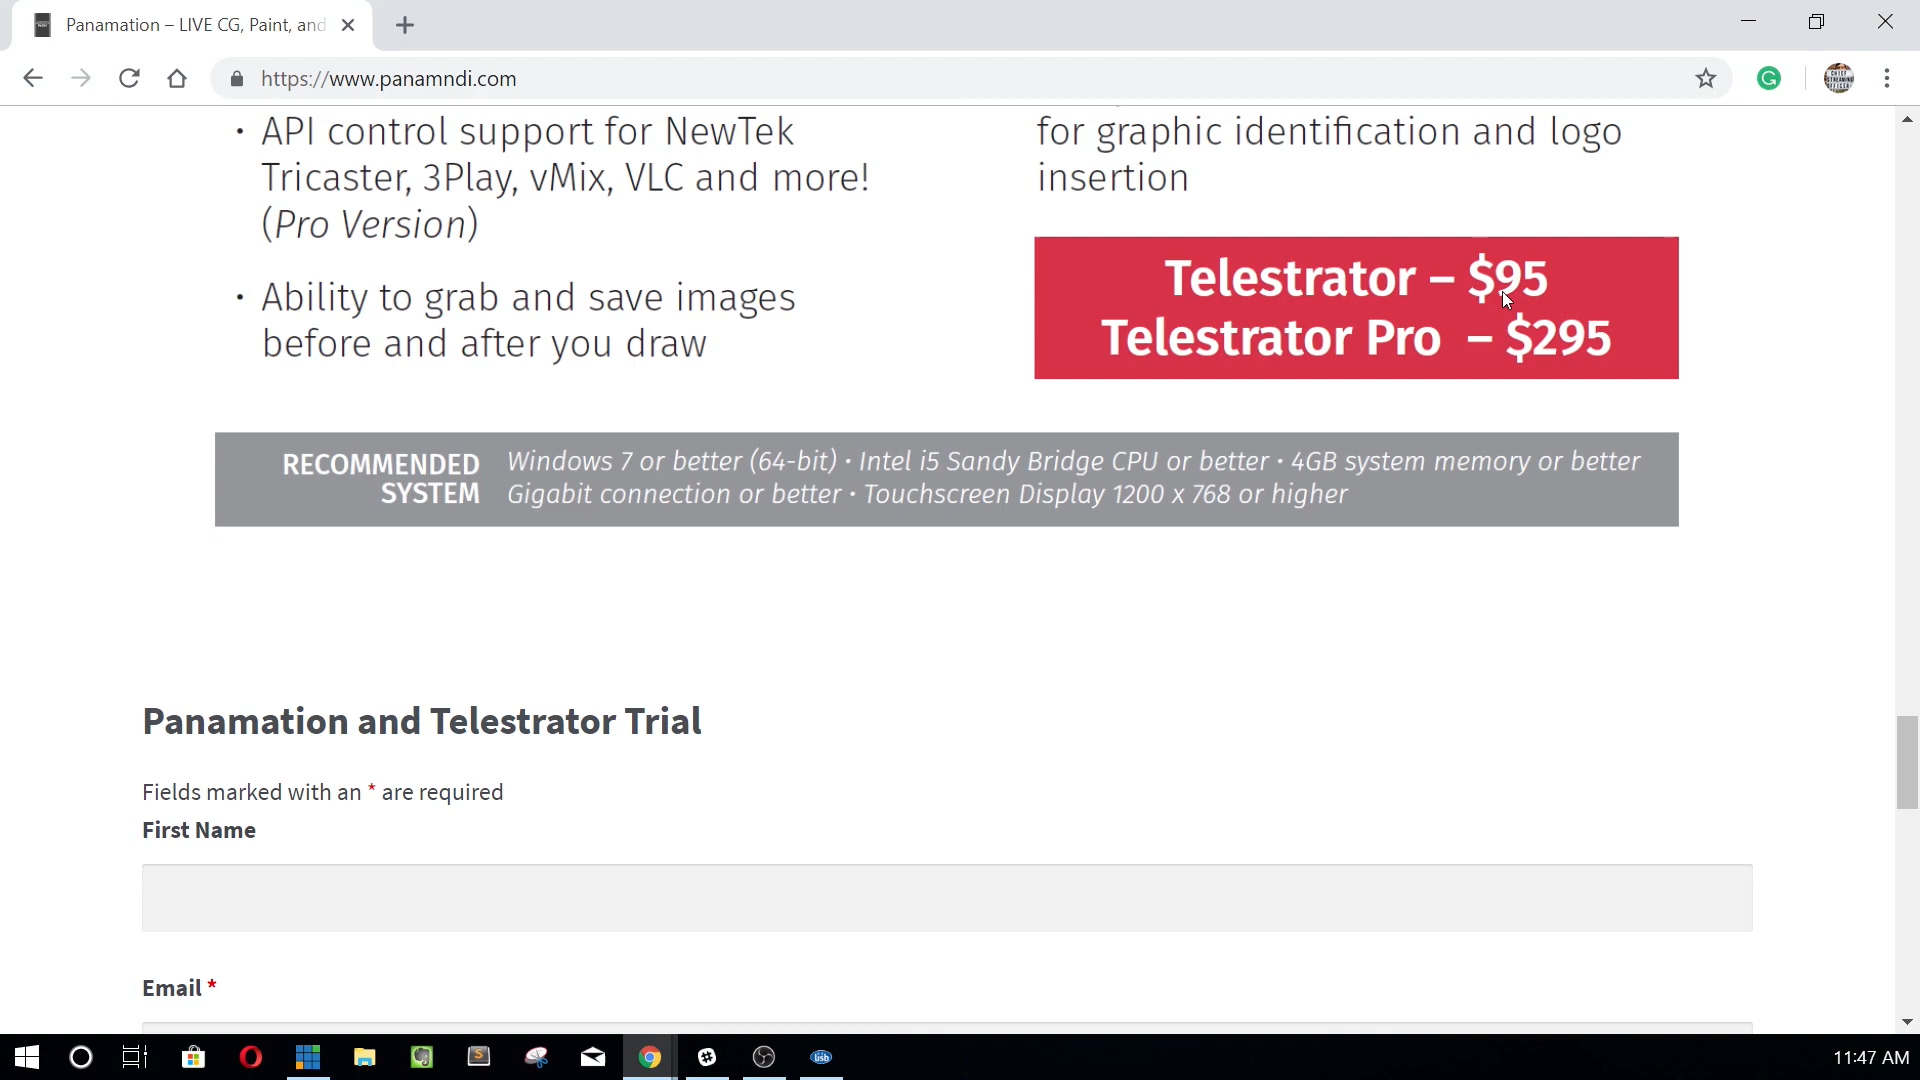 Panamation – LIVE CG, Paint, and
https://www.panamndi.com
• API control support for NewTek
Tricaster, 3Play, vMix, VLC and more!
(Pro Version)
• Ability to grab and save images
before and after you draw
for graphic identification and logo
insertion
Telestrator – $95
Telestrator Pro – $295
RECOMMENDED
SYSTEM
Windows 7 or better (64-bit) • Intel i5 Sandy Bridge CPU or better • 4GB system memory or better
Gigabit connection or better • Touchscreen Display 1200 x 768 or higher
Panamation and Telestrator Trial
Fields marked with an * are required
First Name
Email *
11:47 AM